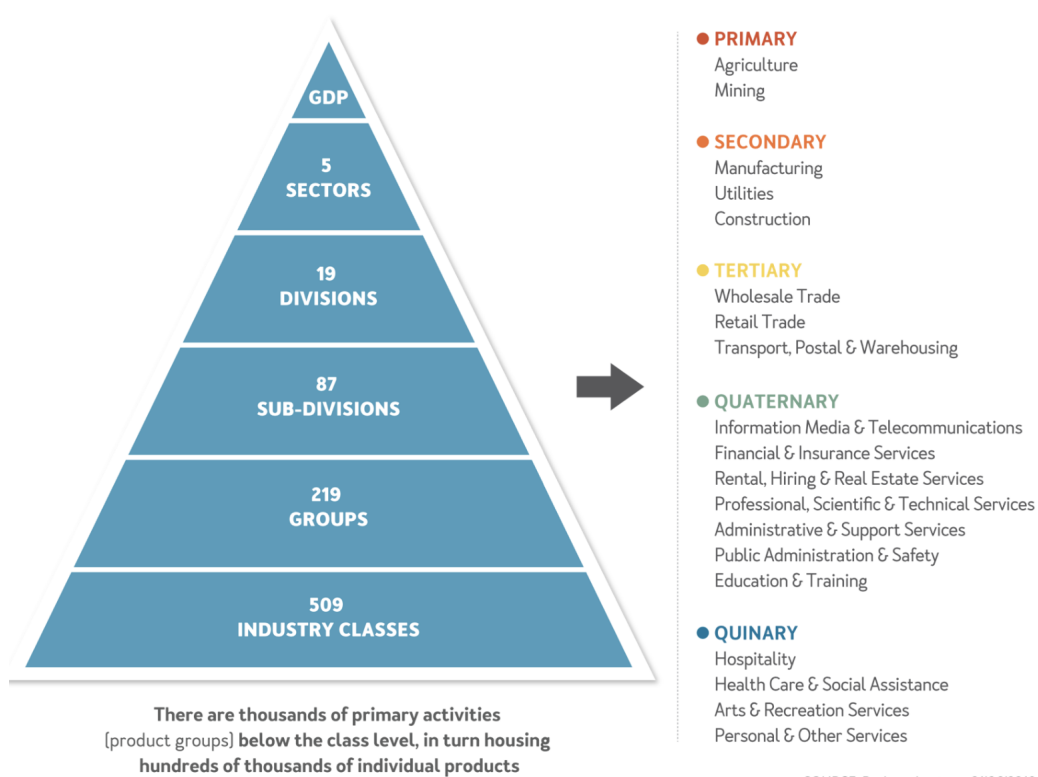 GDP
5
SECTORS
19
DIVISIONS
87
SUB-DIVISIONS
219
GROUPS
509
INDUSTRY CLASSES
There are thousands of primary activities
(product groups) below the class level, in turn housing
hundreds of thousands of individual products
PRIMARY
Agriculture
Mining
SECONDARY
Manufacturing
Utilities
Construction
TERTIARY
Wholesale Trade
Retail Trade
Transport, Postal & Warehousing
QUATERNARY
Information Media & Telecommunications
Financial & Insurance Services
Rental, Hiring & Real Estate Services
Professional, Scientific & Technical Services
Administrative & Support Services
Public Administration & Safety
Education & Training
QUINARY
Hospitality
Health Care & Social Assistance
Arts & Recreation Services
Personal & Other Services